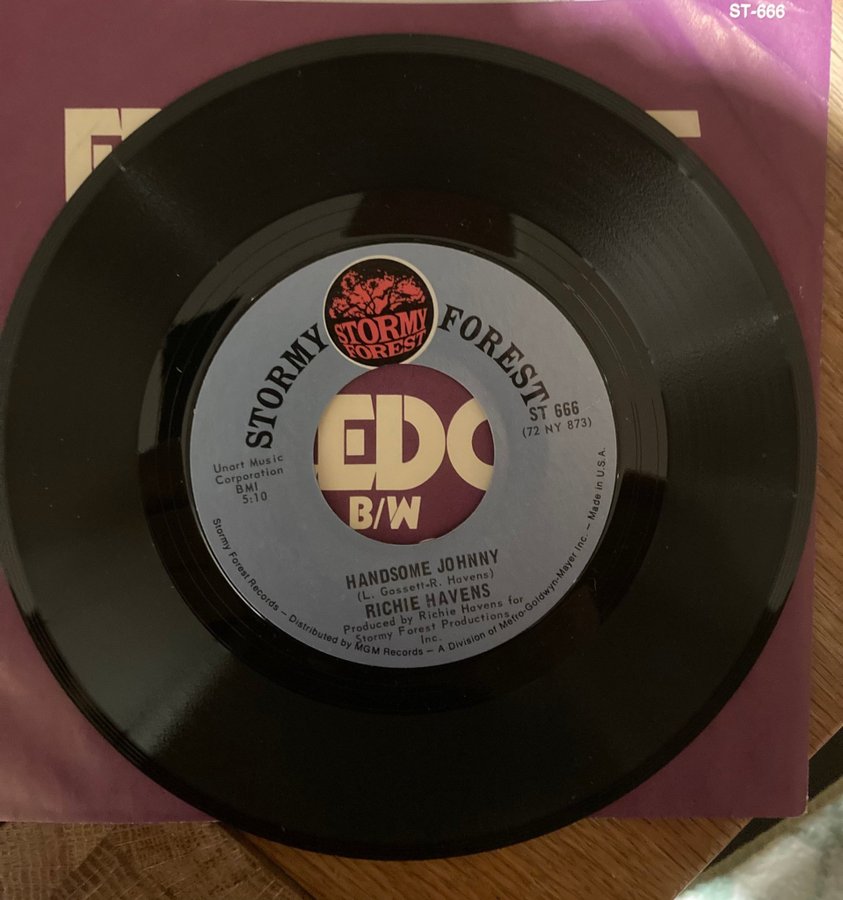 ST-666
STORMY
FOREST
STORMY FOREST
ST 666
(72 NY 873)
Unart Music
Corporation
BMI
5:10
EDO
B/W
HANDSOME JOHNNY
(L. Gossett-R. Havens)
RICHIE HAVENS
Produced by Richie Havens for
Stormy Forest Productions
Inc.
Stormy Forest Records – Distributed by MGM Records – A Division of Metro-Goldwyn-Mayer Inc. – Made in U.S.A.